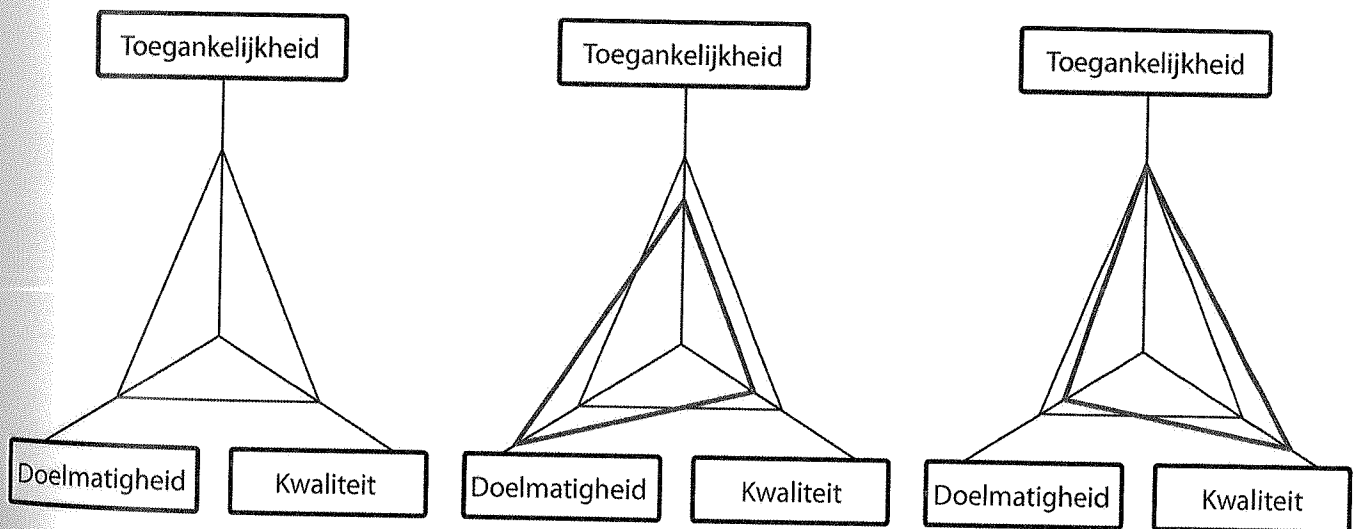 Toegankelijkheid
Doelmatigheid
Kwaliteit
Toegankelijkheid
Doelmatigheid
Kwaliteit
Toegankelijkheid
Doelmatigheid
Kwaliteit